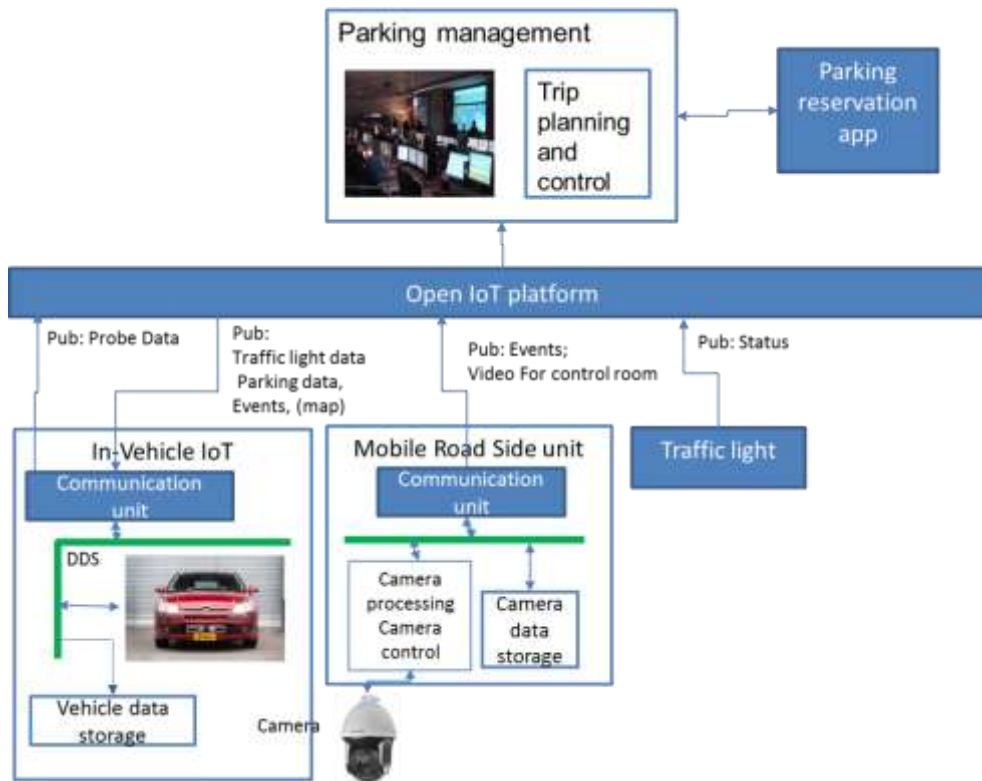 Parking management
Trip
planning
and
control
Parking
reservation
app
Open IoT platform
Pub: Probe Data
Pub:
Traffic light data
Parking data,
Events, (map)
Pub: Events;
Video For control room
Pub: Status
In-Vehicle IoT
Communication
unit
DDS
Vehicle data
storage
Mobile Road Side unit
Communication
unit
Camera
processing
Camera
control
Camera
data
storage
Camera
Traffic light